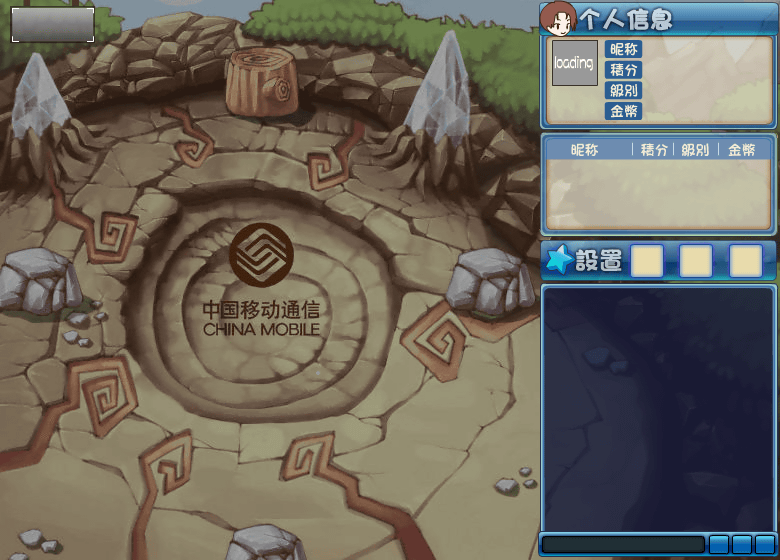 个人信息
loading
昵称
積分
級別
金幣
昵称 | 積分 | 級別 | 金幣
設置
中国移动通信
CHINA MOBILE